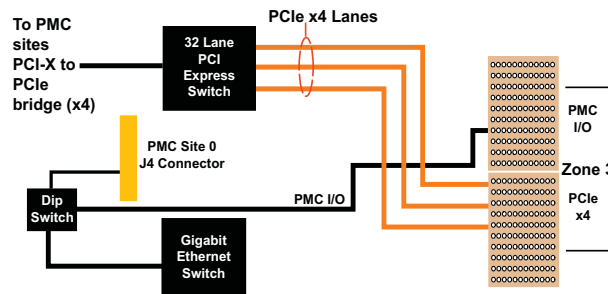 To PMC
sites
PCI-X to
PCIe
bridge (x4)
32 Lane
PCI
Express
Switch
PCIe x4 Lanes
PMC Site 0
J4 Connector
Dip
Switch
PMC I/O
Gigabit
Ethernet
Switch
PMC
I/O
Zone 3
PCIe
x4